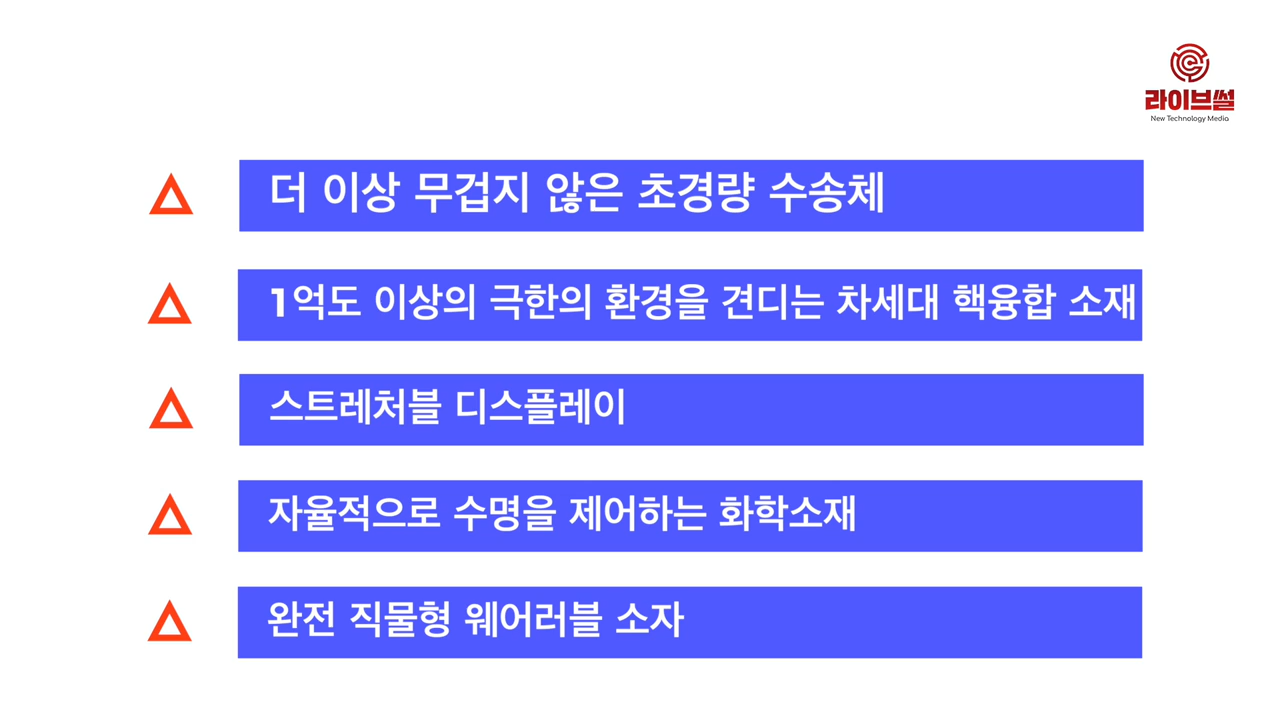 라이브썰
New Technology Media
더 이상 무겁지 않은 초경량 수송체
1억도 이상의 극한의 환경을 견디는 차세대 핵융합 소재
스트레처블 디스플레이
자율적으로 수명을 제어하는 화학소재
완전 직물형 웨어러블 소자